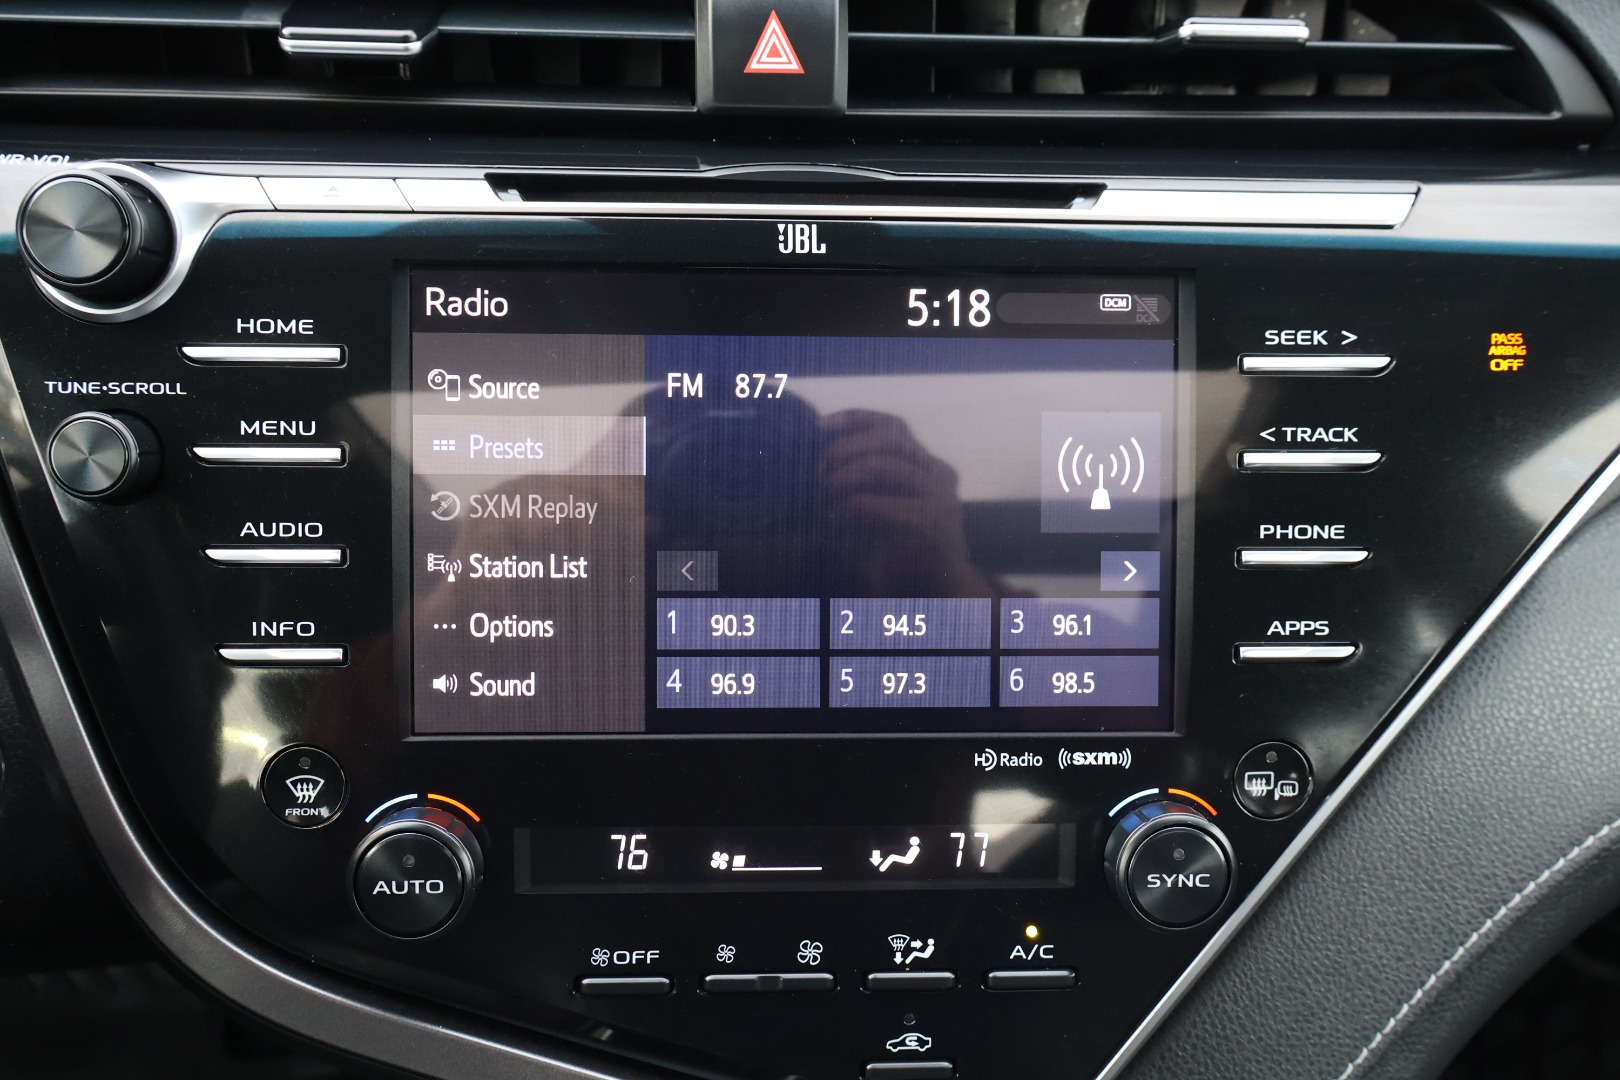 WR•VOL
JBL
Radio
5:18
DCM
HOME
TUNE•SCROLL
MENU
AUDIO
INFO
Source
Presets
SXM Replay
Station List
Options
Sound
FM 87.7
1 90.3
2 94.5
3 96.1
4 96.9
5 97.3
6 98.5
SEEK >
< TRACK
PHONE
APPS
PASS
AIRBAG
OFF
HD Radio
((sxm))
FRONT
AUTO
76
77
SYNC
OFF
A/C